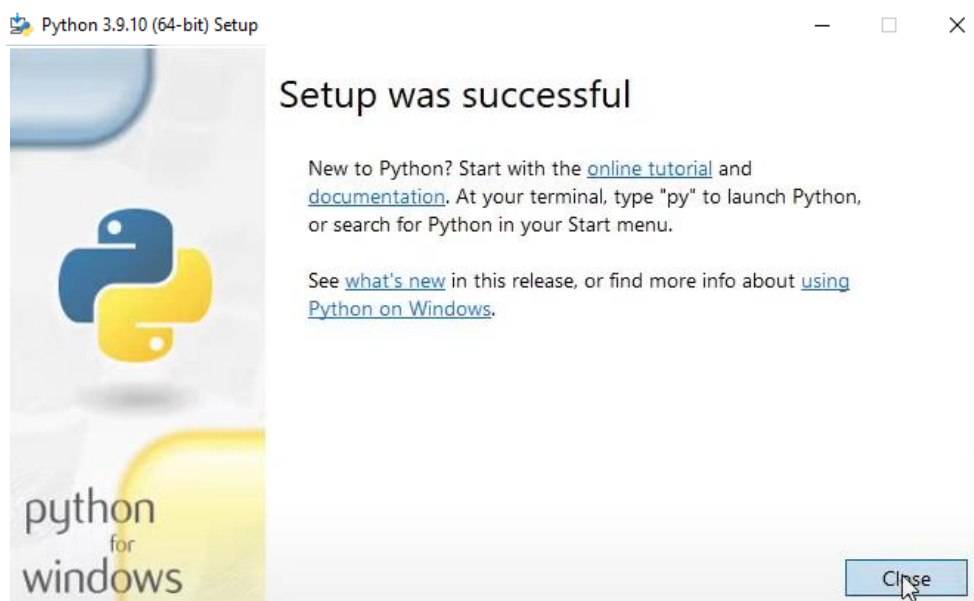 Python 3.9.10 (64-bit) Setup
Setup was successful
New to Python? Start with the online tutorial and
documentation. At your terminal, type "py" to launch Python,
or search for Python in your Start menu.
See what's new in this release, or find more info about using
Python on Windows.
python
for
windows
Close